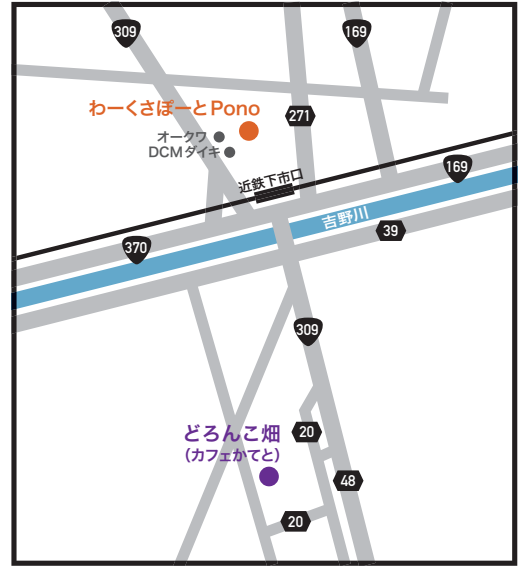 309
169
わーくさぽーとPono
271
オークワ
DCMダイキ
近鉄下市口
169
吉野川
39
370
309
どろんこ畑
(カフェかてと)
20
48
20